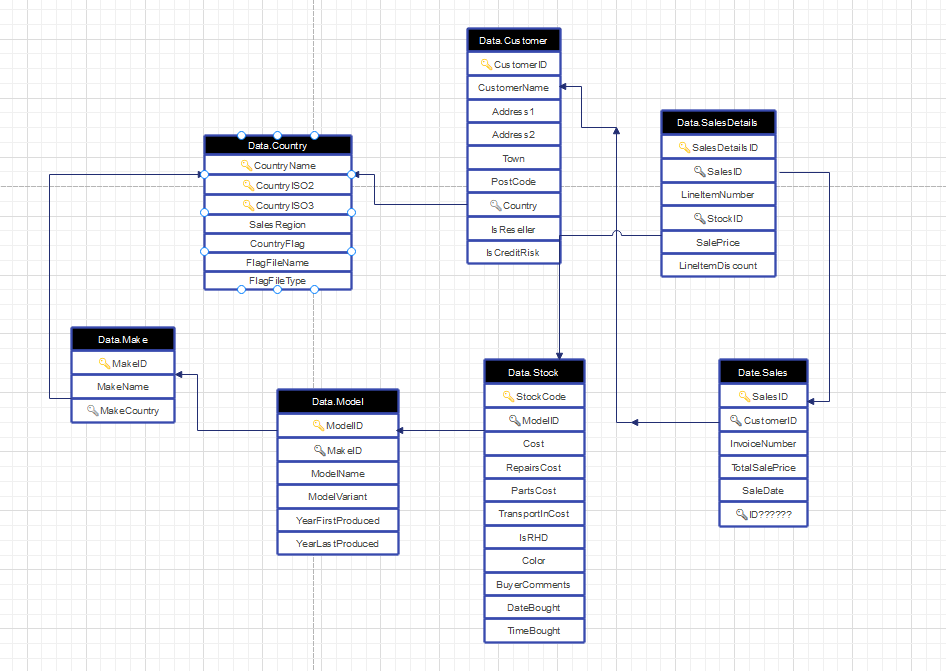 Data.Customer
CustomerID
CustomerName
Address1
Address2
Town
PostCode
Country
IsReseller
IsCreditRisk
Data.SalesDetails
SalesDetailsID
SalesID
LineItemNumber
StockID
SalePrice
LineItemDiscount
Data.Country
CountryName
CountryISO2
CountryISO3
SalesRegion
CountryFlag
FlagFileName
FlagFileType
Data.Make
MakeID
MakeName
MakeCountry
Data.Model
ModelID
MakeID
ModelName
ModelVariant
YearFirstProduced
YearLastProduced
Data.Stock
StockCode
ModelID
Cost
RepairsCost
PartsCost
TransportInCost
IsRHD
Color
BuyerComments
DateBought
TimeBought
Date.Sales
SalesID
CustomerID
InvoiceNumber
TotalSalePrice
SaleDate
ID??????